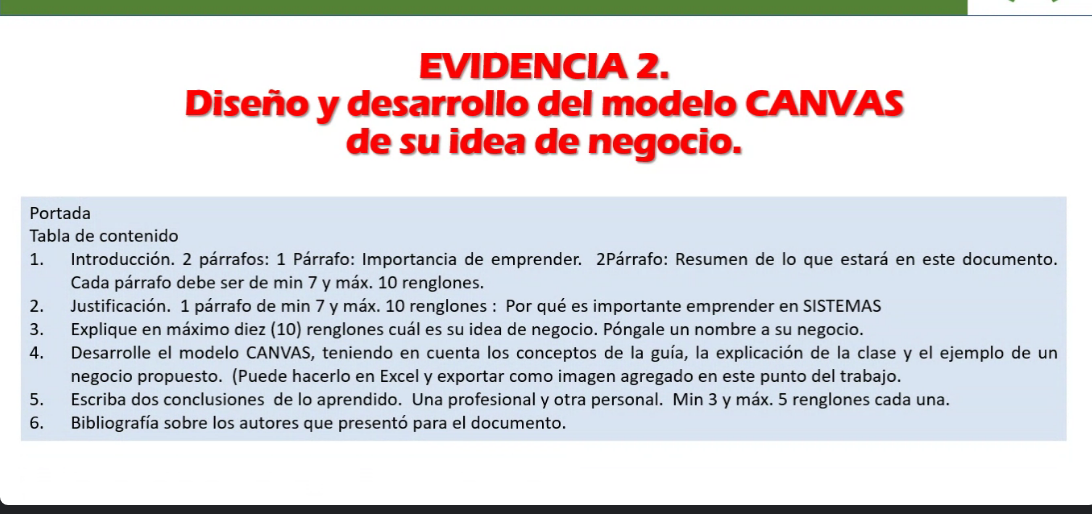 EVIDENCIA 2.
Diseño y desarrollo del modelo CANVAS
de su idea de negocio.
Portada
Tabla de contenido
1. Introducción. 2 párrafos: 1 Párrafo: Importancia de emprender. 2Párrafo: Resumen de lo que estará en este documento.
Cada párrafo debe ser de min 7 y máx. 10 renglones.
2. Justificación. 1 párrafo de min 7 y máx. 10 renglones : Por qué es importante emprender en SISTEMAS
3. Explique en máximo diez (10) renglones cuál es su idea de negocio. Póngale un nombre a su negocio.
4. Desarrolle el modelo CANVAS, teniendo en cuenta los conceptos de la guía, la explicación de la clase y el ejemplo de un
negocio propuesto. (Puede hacerlo en Excel y exportar como imagen agregado en este punto del trabajo.
5. Escriba dos conclusiones de lo aprendido. Una profesional y otra personal. Min 3 y máx. 5 renglones cada una.
6. Bibliografía sobre los autores que presentó para el documento.